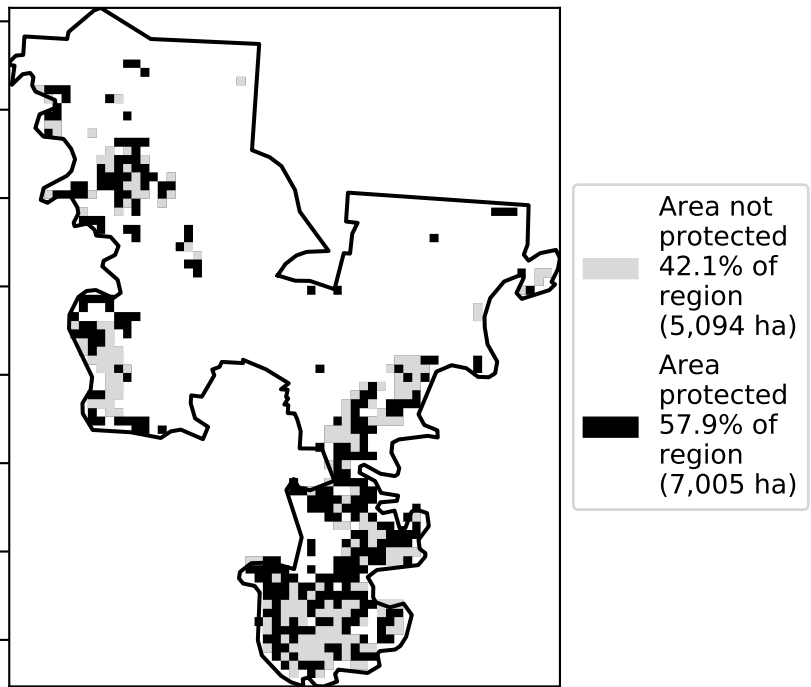 Area not
protected
42.1% of
region
(5,094 ha)
Area
protected
57.9% of
region
(7,005 ha)